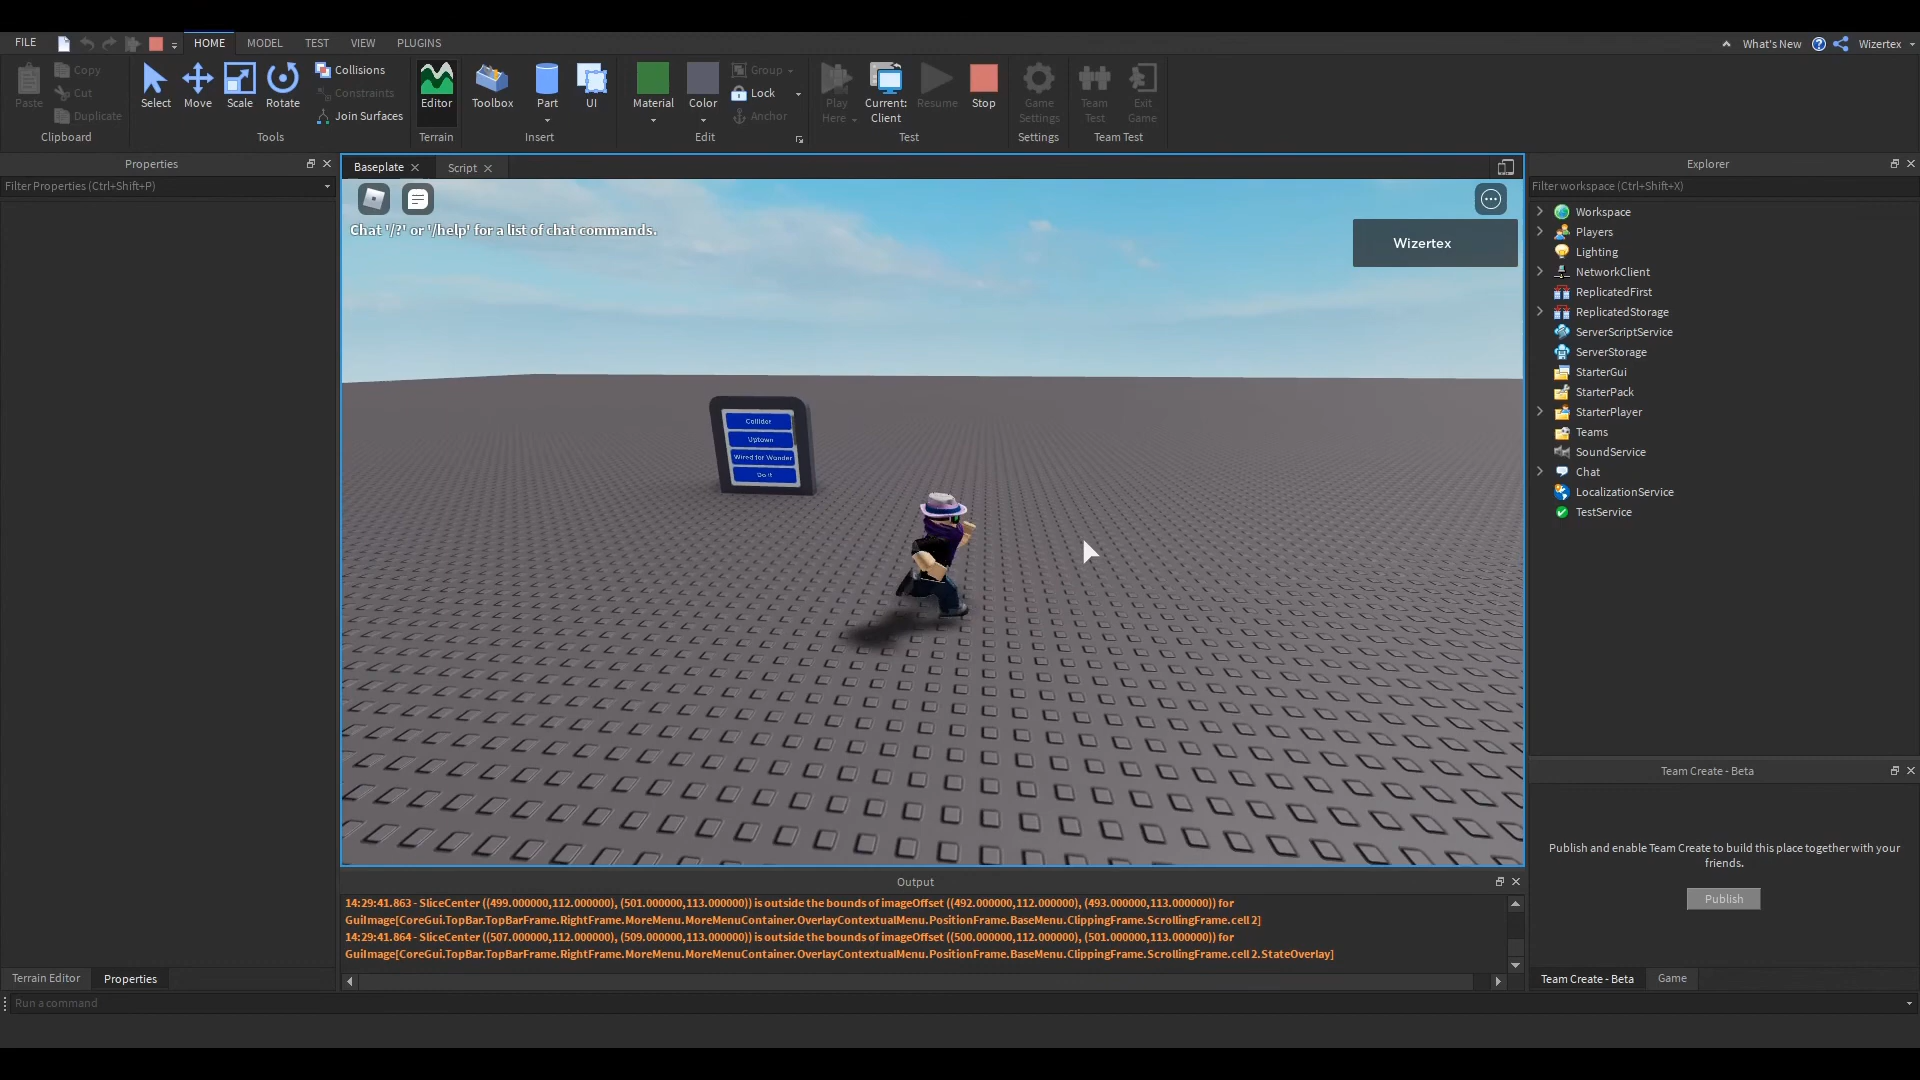 FILE
HOME
MODEL
TEST
VIEW
PLUGINS
What's New
Wizertex
Paste
Copy
Cut
Duplicate
Clipboard
Select
Move
Scale
Rotate
Collisions
Constraints
Join Surfaces
Tools
Editor
Terrain
Toolbox
Part
UI
Insert
Material
Color
Group
Lock
Anchor
Edit
Play
Here
Current:
Client
Resume
Stop
Test
Game
Settings
Settings
Team
Test
Exit
Game
Team Test
Properties
Filter Properties (Ctrl+Shift+P)
Baseplate
Script
Chat '/?' or '/help' for a list of chat commands.
Wizertex
Collider
Uptown
Wired for Wonder
Do It
Explorer
Filter workspace (Ctrl+Shift+X)
Workspace
Players
Lighting
NetworkClient
ReplicatedFirst
ReplicatedStorage
ServerScriptService
ServerStorage
StarterGui
StarterPack
StarterPlayer
Teams
SoundService
Chat
LocalizationService
TestService
Team Create - Beta
Publish and enable Team Create to build this place together with your
friends.
Publish
Team Create - Beta
Game
Output
14:29:41.863 - SliceCenter ((499.000000,112.000000), (501.000000,113.000000)) is outside the bounds of imageOffset ((492.000000,112.000000), (493.000000,113.000000)) for
GuiImage[CoreGui.TopBar.TopBarFrame.RightFrame.MoreMenu.MoreMenuContainer.OverlayContextualMenu.PositionFrame.BaseMenu.ClippingFrame.ScrollingFrame.cell 2]
14:29:41.864 - SliceCenter ((507.000000,112.000000), (509.000000,113.000000)) is outside the bounds of imageOffset ((500.000000,112.000000), (501.000000,113.000000)) for
GuiImage[CoreGui.TopBar.TopBarFrame.RightFrame.MoreMenu.MoreMenuContainer.OverlayContextualMenu.PositionFrame.BaseMenu.ClippingFrame.ScrollingFrame.cell 2.StateOverlay]
Terrain Editor
Properties
Run a command